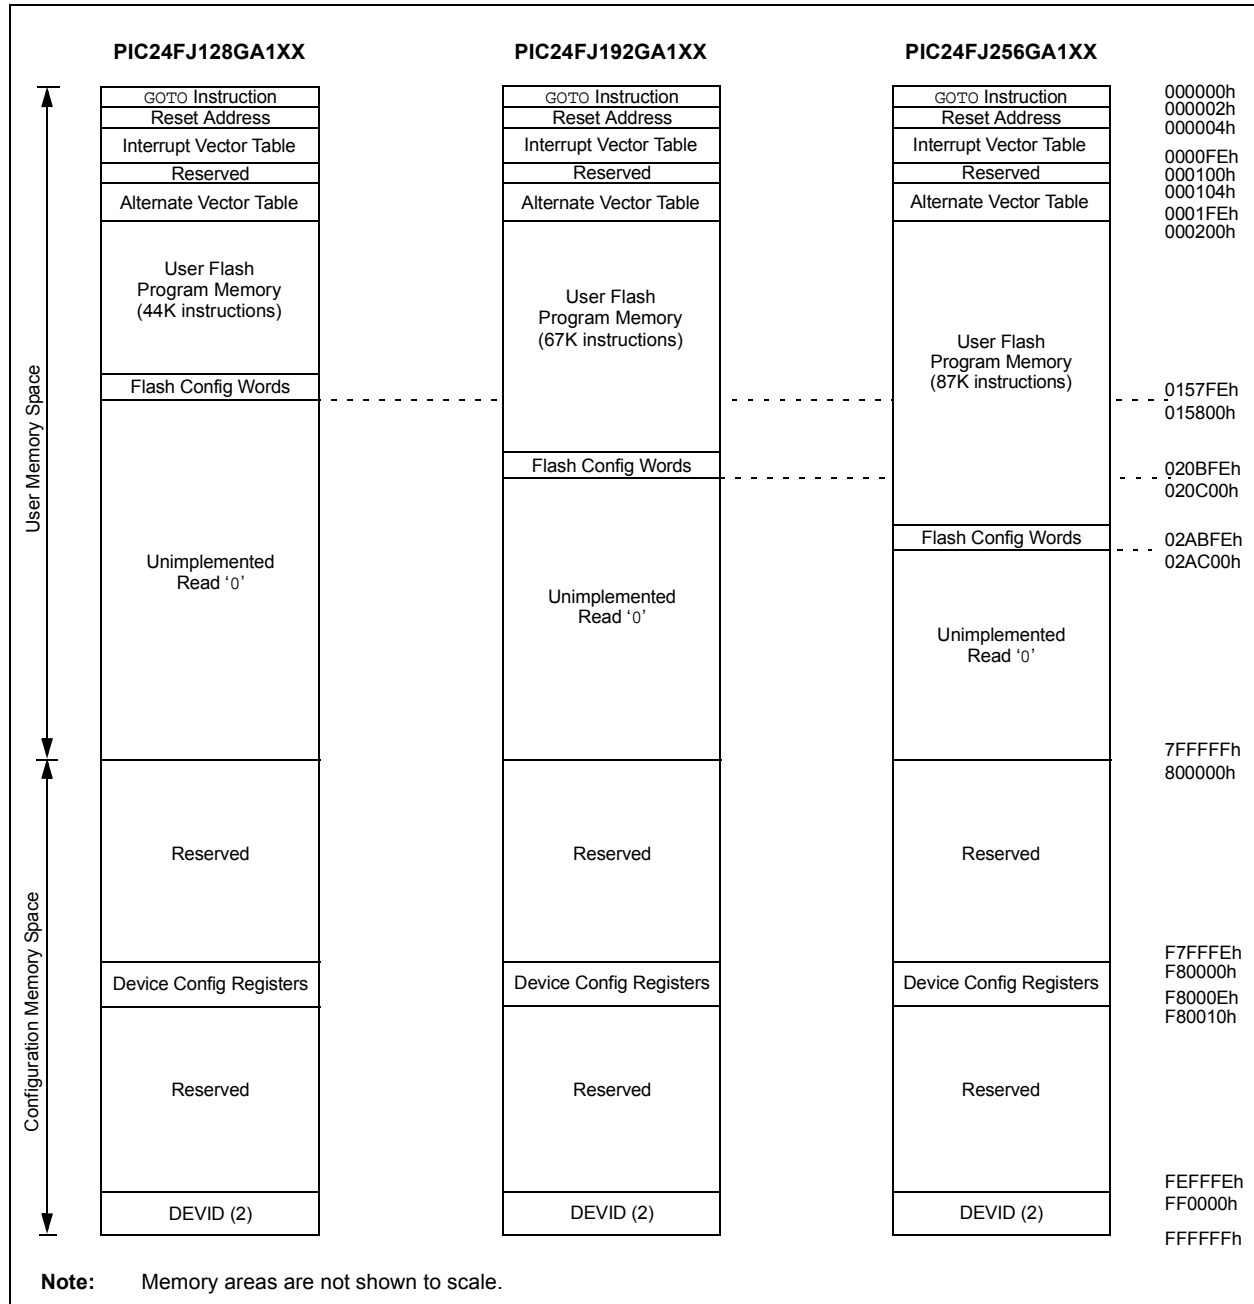 PIC24FJ128GA1XX
PIC24FJ192GA1XX
PIC24FJ256GA1XX
User Memory Space
Configuration Memory Space
GOTO Instruction
Reset Address
Interrupt Vector Table
Reserved
Alternate Vector Table
User Flash
Program Memory
(44K instructions)
Flash Config Words
Unimplemented
Read ‘0’
Reserved
Device Config Registers
Reserved
DEVID (2)
GOTO Instruction
Reset Address
Interrupt Vector Table
Reserved
Alternate Vector Table
User Flash
Program Memory
(67K instructions)
Flash Config Words
Unimplemented
Read ‘0’
Reserved
Device Config Registers
Reserved
DEVID (2)
GOTO Instruction
Reset Address
Interrupt Vector Table
Reserved
Alternate Vector Table
User Flash
Program Memory
(87K instructions)
Flash Config Words
Unimplemented
Read ‘0’
Reserved
Device Config Registers
Reserved
DEVID (2)
000000h
000002h
000004h
0000FEh
000100h
000104h
0001FEh
000200h
0157FEh
015800h
020BFEh
020C00h
02ABFEh
02AC00h
7FFFFFh
800000h
F7FFFEh
F80000h
F8000Eh
F80010h
FEFFFEh
FF0000h
FFFFFFh
Note: Memory areas are not shown to scale.